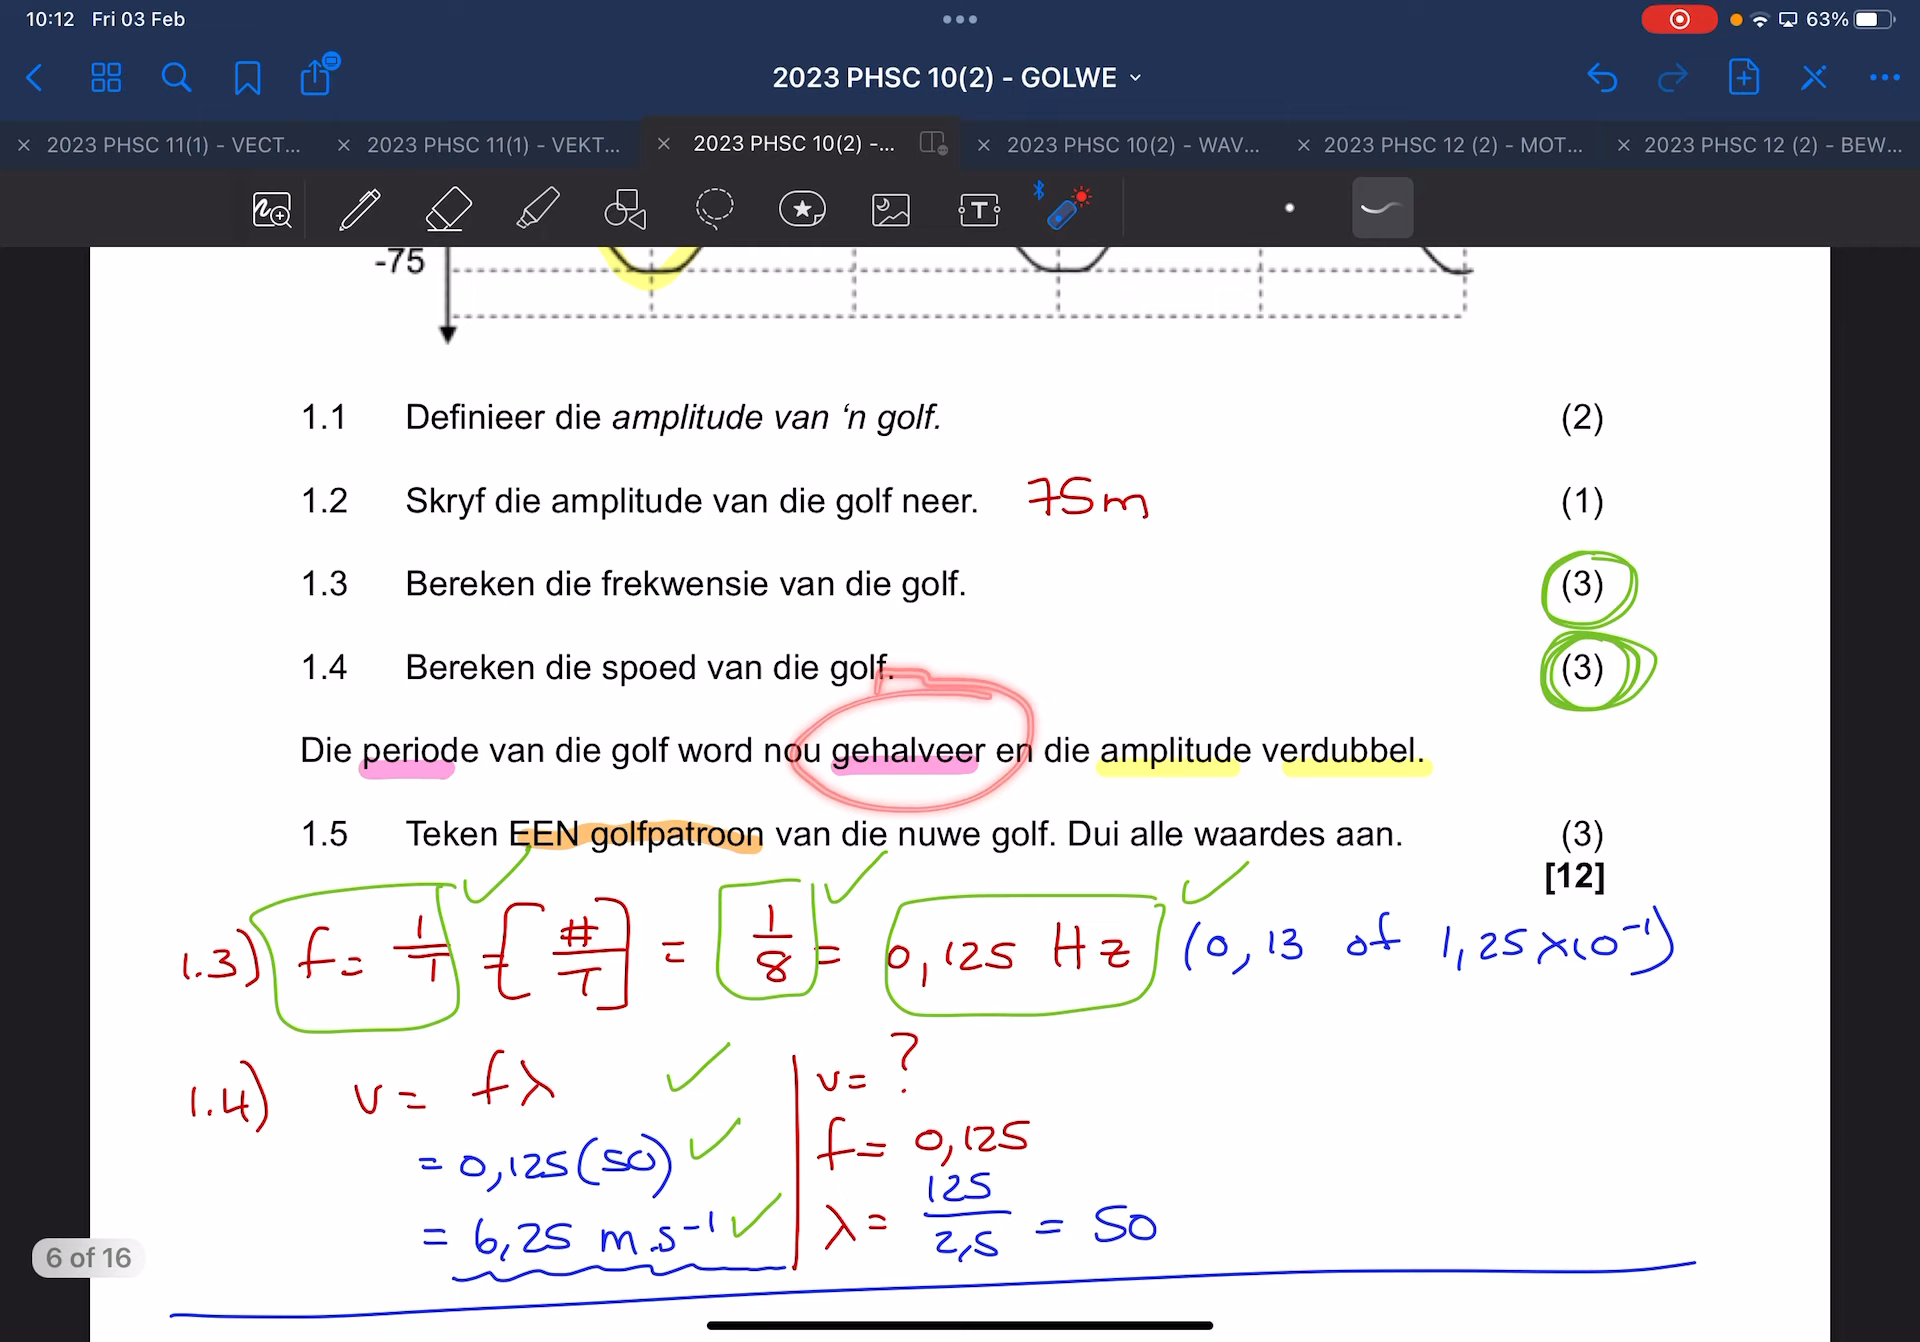 10:12 Fri 03 Feb 63%
2023 PHSC 10(2) - GOLWE
2023 PHSC 11(1) - VECT... 2023 PHSC 11(1) - VEKT... 2023 PHSC 10(2) -... 2023 PHSC 10(2) - WAV... 2023 PHSC 12 (2) - MOT... 2023 PHSC 12 (2) - BEW...
-75
1.1 Definieer die amplitude van ‘n golf. (2)
1.2 Skryf die amplitude van die golf neer. 75m (1)
1.3 Bereken die frekwensie van die golf. (3)
1.4 Bereken die spoed van die golf. (3)
Die periode van die golf word nou gehalveer en die amplitude verdubbel.
1.5 Teken EEN golfpatroon van die nuwe golf. Dui alle waardes aan. (3)
[12]
1.3) f = 1/T = [#/T] = 1/8 = 0,125 Hz (0,13 of 1,25×10⁻¹)
1.4) v = fλ v = ?
= 0,125(50) f = 0,125
= 6,25 m.s⁻¹ λ = 125/2,5 = 50
6 of 16